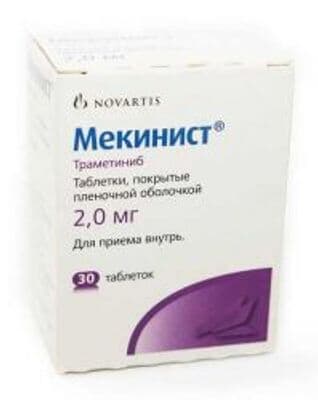 NOVARTIS
Мекинист®
Траметиниб
Таблетки, покрытые
пленочной оболочкой
2,0 мг
Для приема внутрь.
30 таблеток